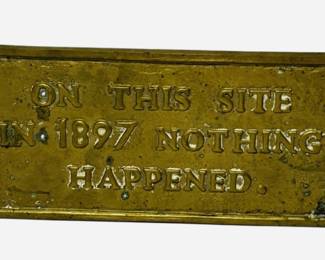 ON THIS SITE
IN 1897 NOTHING
HAPPENED.